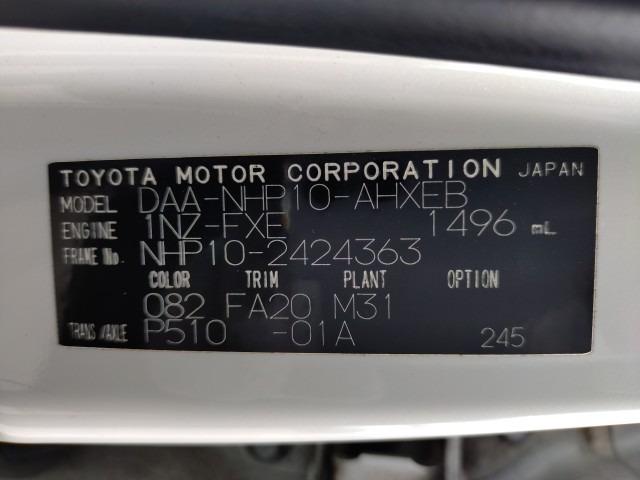 TOYOTA MOTOR CORPORATION JAPAN
MODEL DAA-NHP10-AHXEB
ENGINE 1NZ-FXE 1496 mL
FRAME No. NHP10-2424363
COLOR TRIM PLANT OPTION
082 FA20 M31
TRANS/AXLE P510 -01A 245